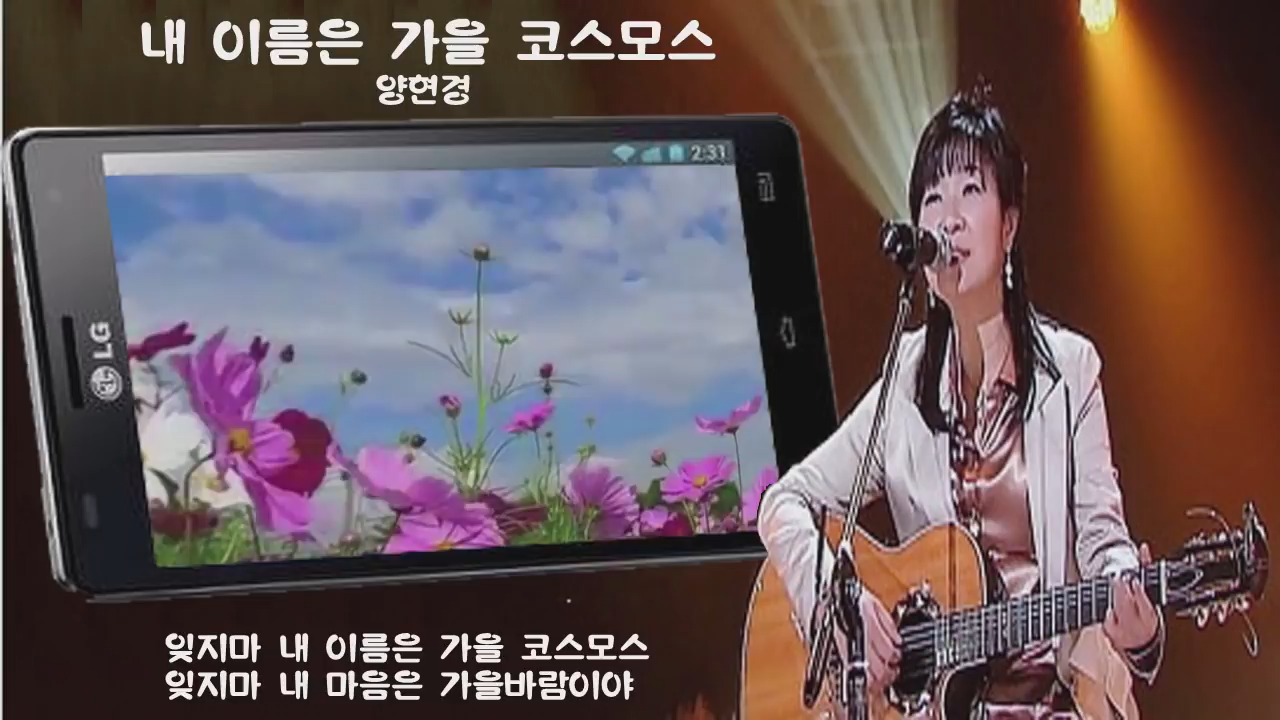 내 이름은 가을 코스모스
양현경
2:31
LG
잊지마 내 이름은 가을 코스모스
잊지마 내 마음은 가을바람이야